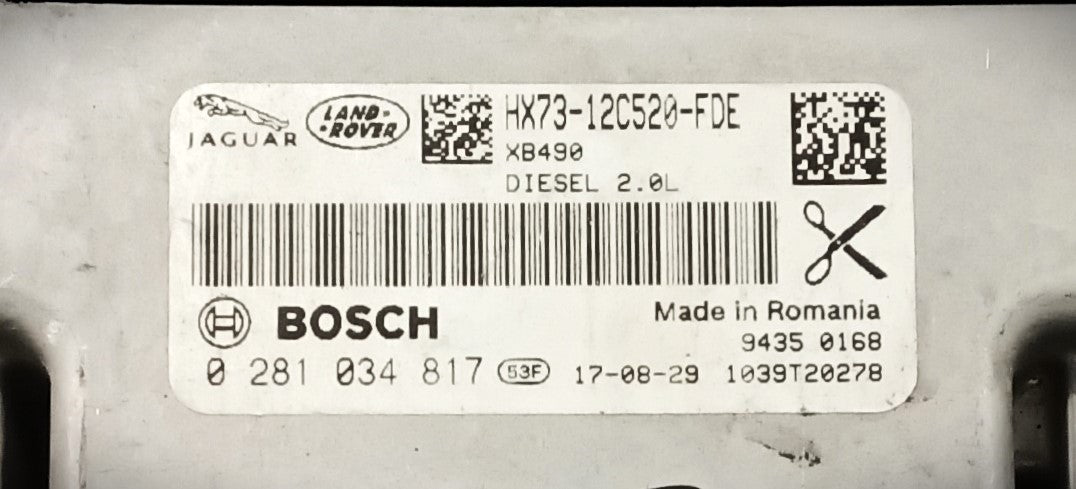 JAGUAR
LAND-
-ROVER
HX73-12C520-FDE
XB490
DIESEL 2.0L
BOSCH
Made in Romania
9435 0168
0 281 034 817 53F 17-08-29 1039T20278